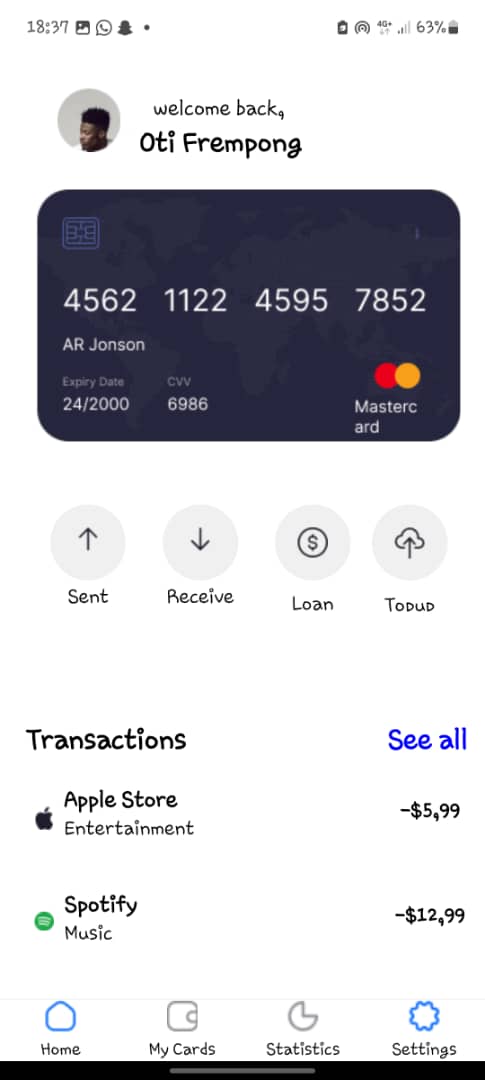 18:37 4G+ 63%
welcome back,
Oti Frempong
4562 1122 4595 7852
AR Jonson
Expiry Date CVV
24/2000 6986
Masterc
ard
Sent Receive Loan Topup
Transactions See all
Apple Store
Entertainment
-$5,99
Spotify
Music
-$12,99
Home My Cards Statistics Settings